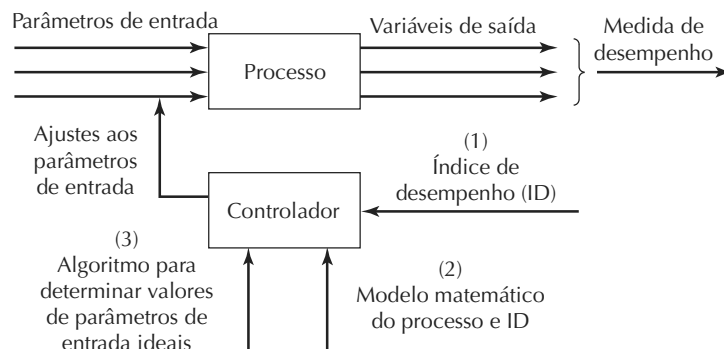 Parâmetros de entrada
Processo
Variáveis de saída
Medida de
desempenho
Ajustes aos
parâmetros
de entrada
Controlador
(1)
Índice de
desempenho (ID)
(3)
Algoritmo para
determinar valores
de parâmetros de
entrada ideais
(2)
Modelo matemático
do processo e ID